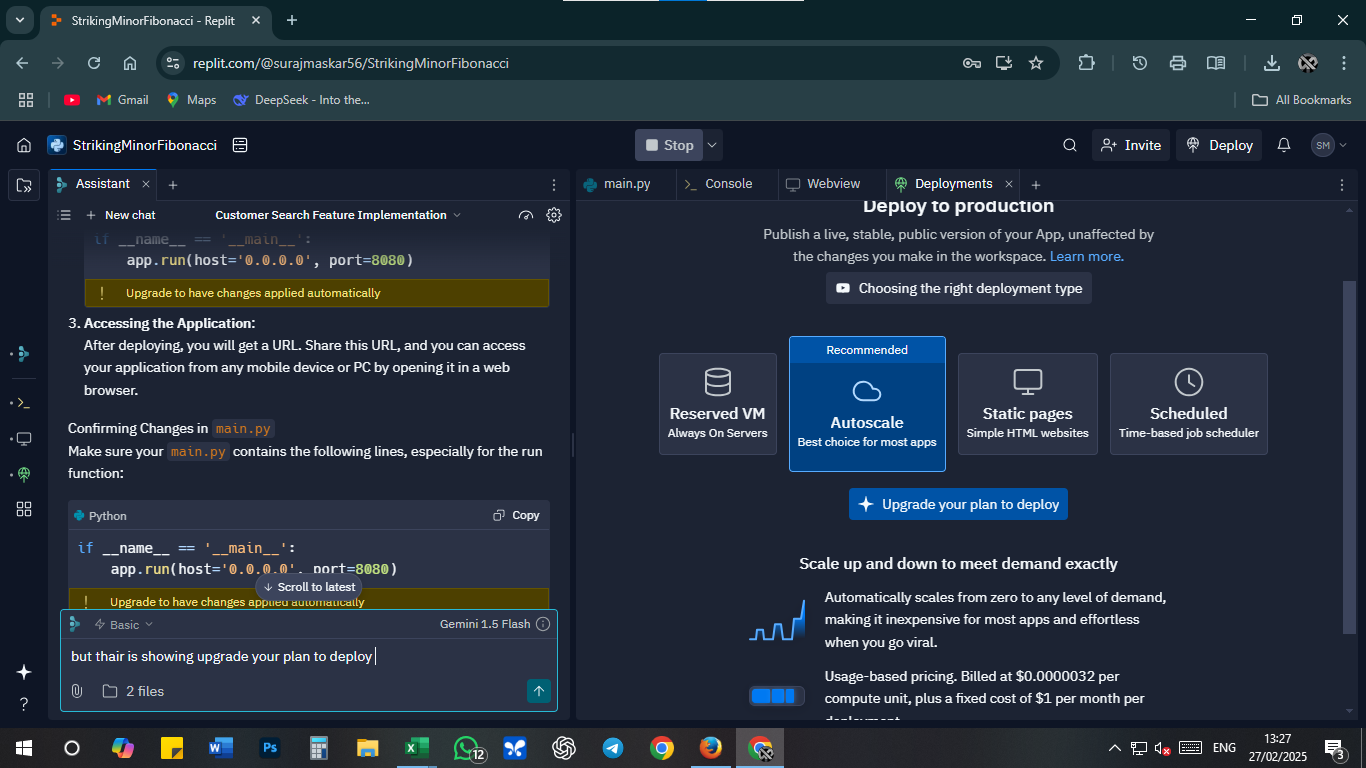 StrikingMinorFibonacci - Replit
replit.com/@surajmaskar56/StrikingMinorFibonacci
Gmail
Maps
DeepSeek - Into the...
All Bookmarks
StrikingMinorFibonacci
Stop
Invite
Deploy
SM
Assistant
New chat
Customer Search Feature Implementation
if __name__ == '__main__':
app.run(host='0.0.0.0', port=8080)
! Upgrade to have changes applied automatically
3. Accessing the Application:
After deploying, you will get a URL. Share this URL, and you can access
your application from any mobile device or PC by opening it in a web
browser.
Confirming Changes in main.py
Make sure your main.py contains the following lines, especially for the run
function:
Python
Copy
if __name__ == '__main__':
app.run(host='0.0.0.0', port=8080)
↓ Scroll to latest
! Upgrade to have changes applied automatically
Basic
Gemini 1.5 Flash
but thair is showing upgrade your plan to deploy
2 files
main.py
Console
Webview
Deployments
Deploy to production
Publish a live, stable, public version of your App, unaffected by
the changes you make in the workspace. Learn more.
Choosing the right deployment type
Reserved VM
Always On Servers
Recommended
Autoscale
Best choice for most apps
Static pages
Simple HTML websites
Scheduled
Time-based job scheduler
Upgrade your plan to deploy
Scale up and down to meet demand exactly
Automatically scales from zero to any level of demand,
making it inexpensive for most apps and effortless
when you go viral.
Usage-based pricing. Billed at $0.0000032 per
compute unit, plus a fixed cost of $1 per month per
deployment.
?
W
Ps
12
ENG
13:27
27/02/2025
3